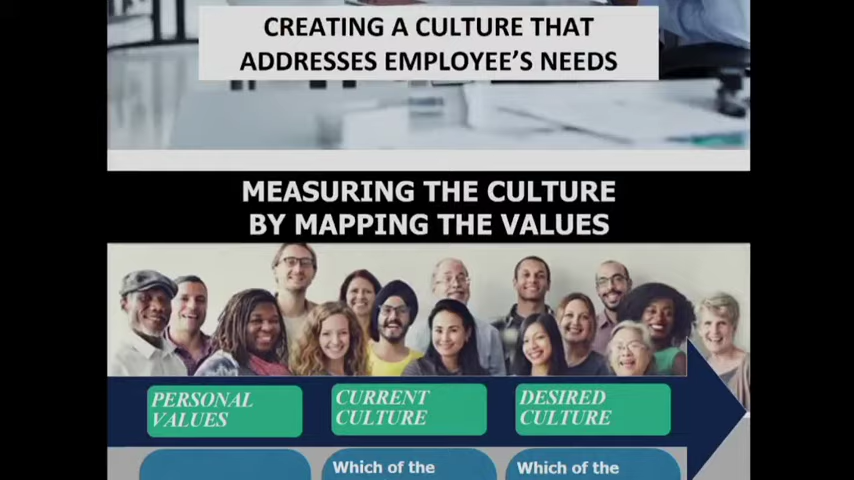 CREATING A CULTURE THAT
ADDRESSES EMPLOYEE'S NEEDS
MEASURING THE CULTURE
BY MAPPING THE VALUES
PERSONAL
VALUES
CURRENT
CULTURE
DESIRED
CULTURE
Which of the
Which of the